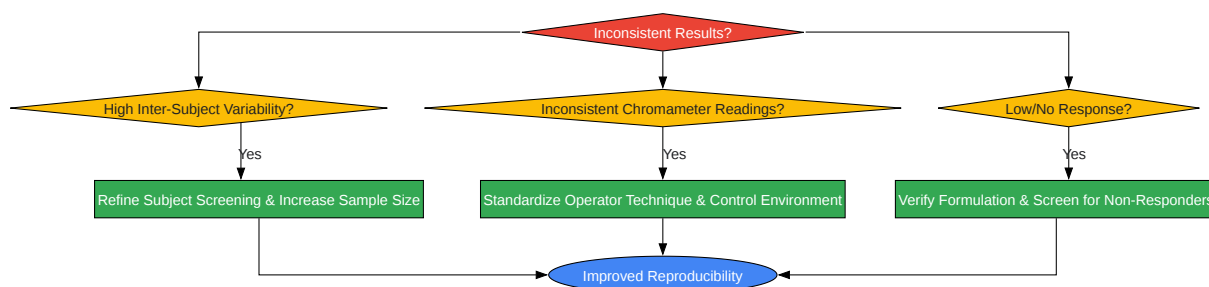 Inconsistent Results?
High Inter-Subject Variability?
Inconsistent Chromameter Readings?
Low/No Response?
Yes
Yes
Yes
Refine Subject Screening & Increase Sample Size
Standardize Operator Technique & Control Environment
Verify Formulation & Screen for Non-Responders
Improved Reproducibility